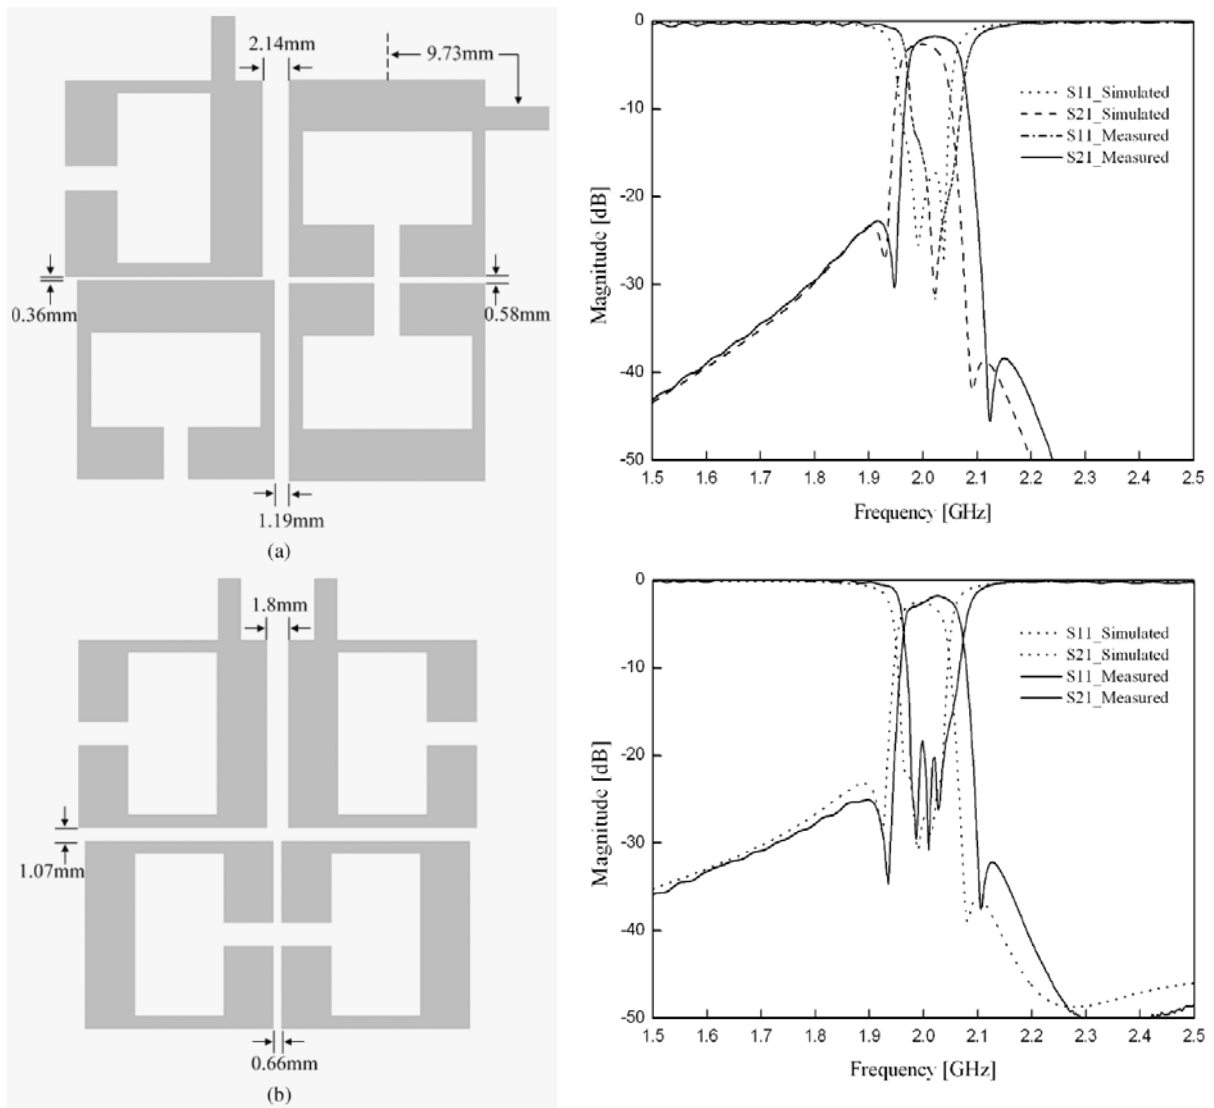 2.14mm
9.73mm
0.36mm
0.58mm
1.19mm
(a)
1.8mm
1.07mm
0.66mm
(b)
0
-10
-20
-30
-40
-50
Magnitude [dB]
S11_Simulated
S21_Simulated
S11_Measured
S21_Measured
1.5 1.6 1.7 1.8 1.9 2.0 2.1 2.2 2.3 2.4 2.5
Frequency [GHz]
0
-10
-20
-30
-40
-50
Magnitude [dB]
S11_Simulated
S21_Simulated
S11_Measured
S21_Measured
1.5 1.6 1.7 1.8 1.9 2.0 2.1 2.2 2.3 2.4 2.5
Frequency [GHz]